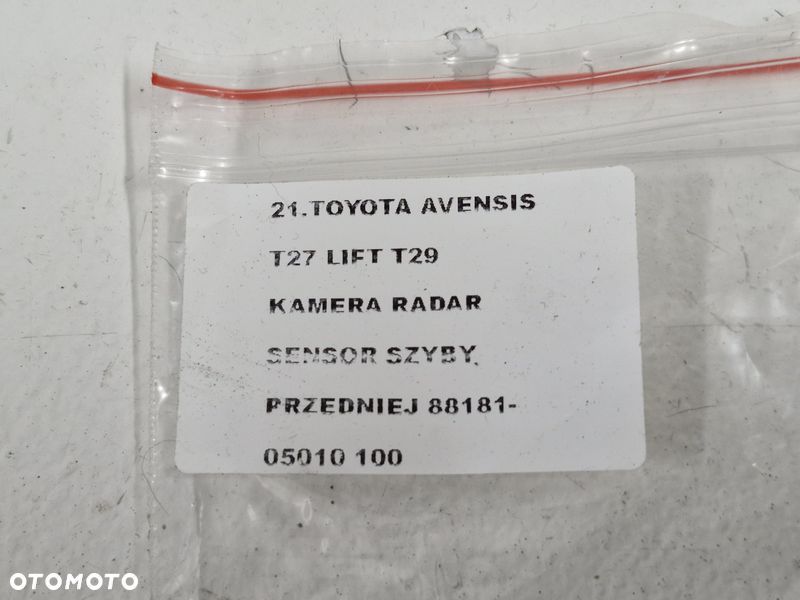 21.TOYOTA AVENSIS
T27 LIFT T29
KAMERA RADAR
SENSOR SZYBY
PRZEDNIEJ 88181-
05010 100
OTOMOTO